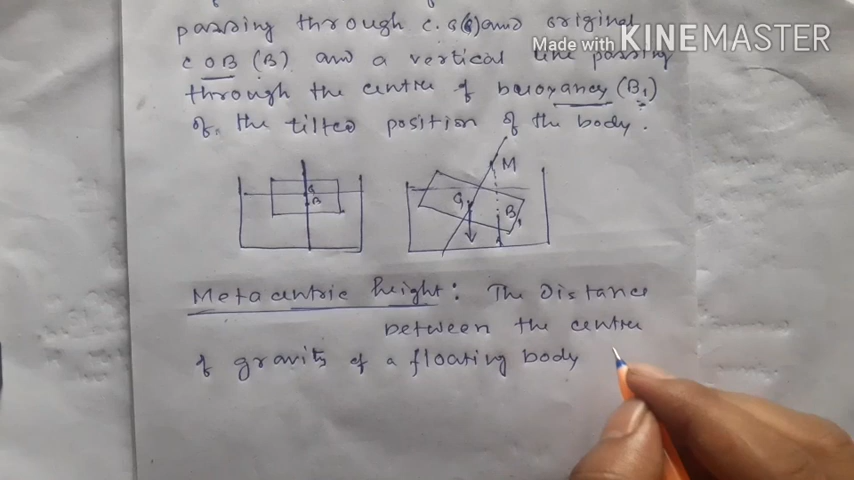 passing through c.G(G) and original
Made with KINEMASTER
COB (B) and a vertical line passing
through the centre of buoyancy (B1)
of the tilted position of the body.
G
B
M
G
B1
Metacentric height: The Distance
between the centre
of gravity of a floating body